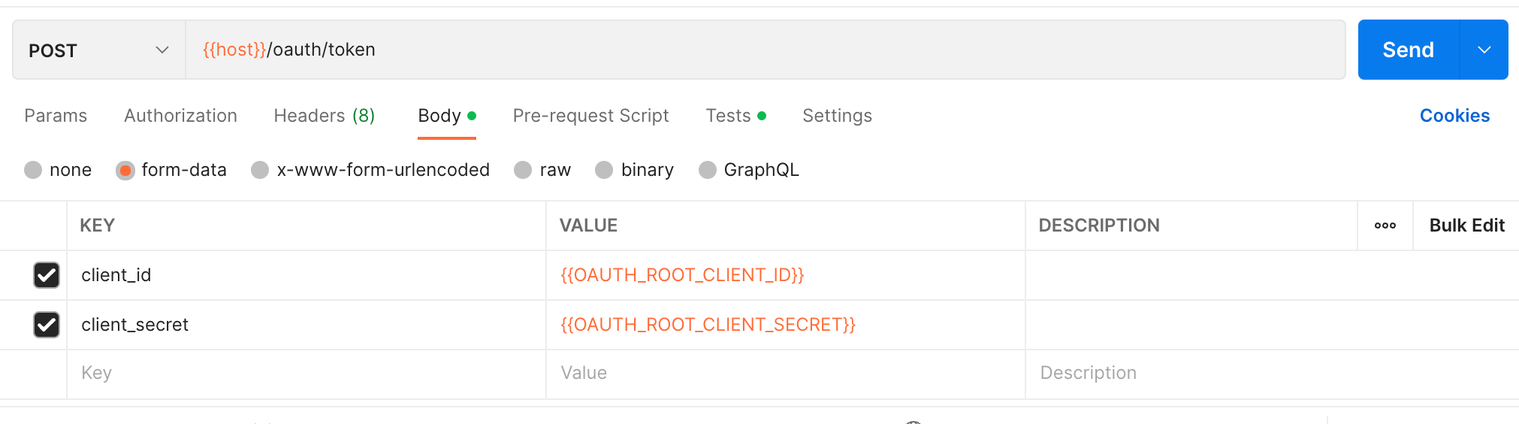 POST {{host}}/oauth/token Send
Params Authorization Headers (8) Body Pre-request Script Tests Settings Cookies
none form-data x-www-form-urlencoded raw binary GraphQL
KEY VALUE DESCRIPTION Bulk Edit
client_id {{OAUTH_ROOT_CLIENT_ID}}
client_secret {{OAUTH_ROOT_CLIENT_SECRET}}
Key Value Description